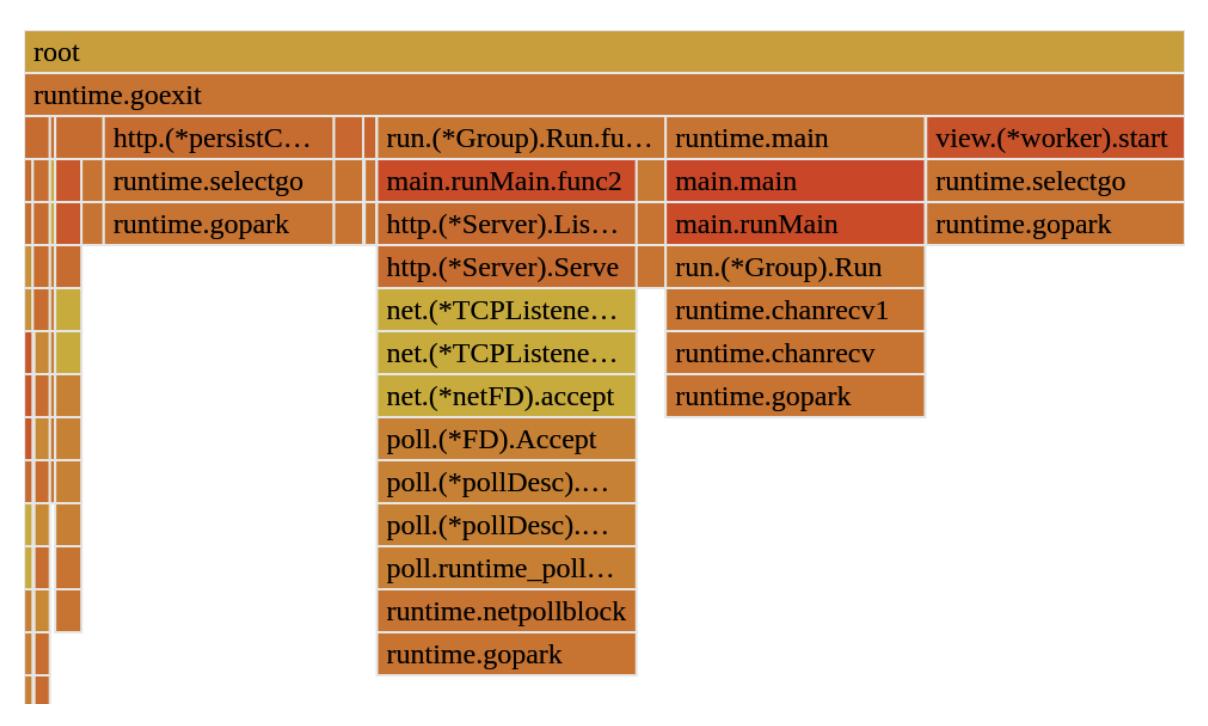 root
runtime.goexit
http.(*persistC… run.(*Group).Run.fu… runtime.main view.(*worker).start
runtime.selectgo main.runMain.func2 main.main runtime.selectgo
runtime.gopark http.(*Server).Lis… main.runMain runtime.gopark
http.(*Server).Serve run.(*Group).Run
net.(*TCPListene… runtime.chanrecv1
net.(*TCPListene… runtime.chanrecv
net.(*netFD).accept runtime.gopark
poll.(*FD).Accept
poll.(*pollDesc).…
poll.(*pollDesc).…
poll.runtime_poll…
runtime.netpollblock
runtime.gopark